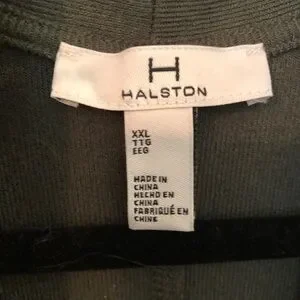 H
HALSTON
XXL
TTG
EEG
MADE IN
CHINA
HECHO EN
CHINA
FABRIQUÉ EN
CHINE